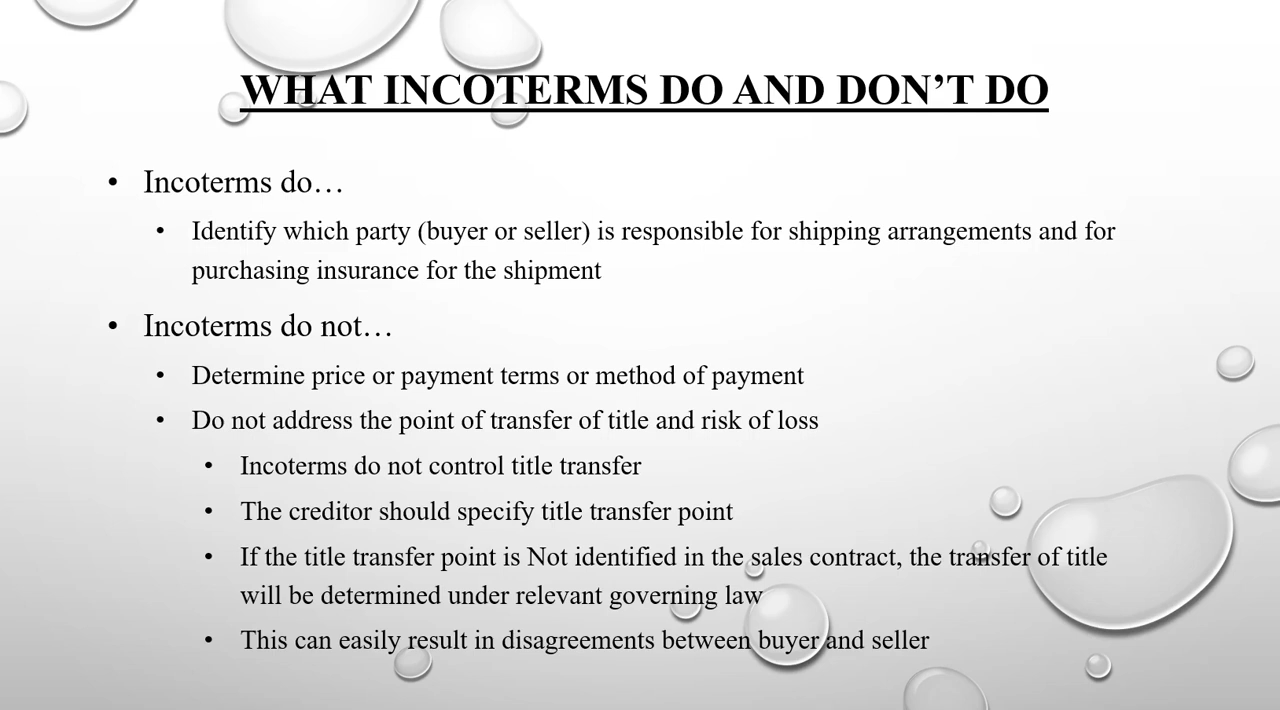 WHAT INCOTERMS DO AND DON’T DO
• Incoterms do…
• Identify which party (buyer or seller) is responsible for shipping arrangements and for
purchasing insurance for the shipment
• Incoterms do not…
• Determine price or payment terms or method of payment
• Do not address the point of transfer of title and risk of loss
• Incoterms do not control title transfer
• The creditor should specify title transfer point
• If the title transfer point is Not identified in the sales contract, the transfer of title
will be determined under relevant governing law
• This can easily result in disagreements between buyer and seller